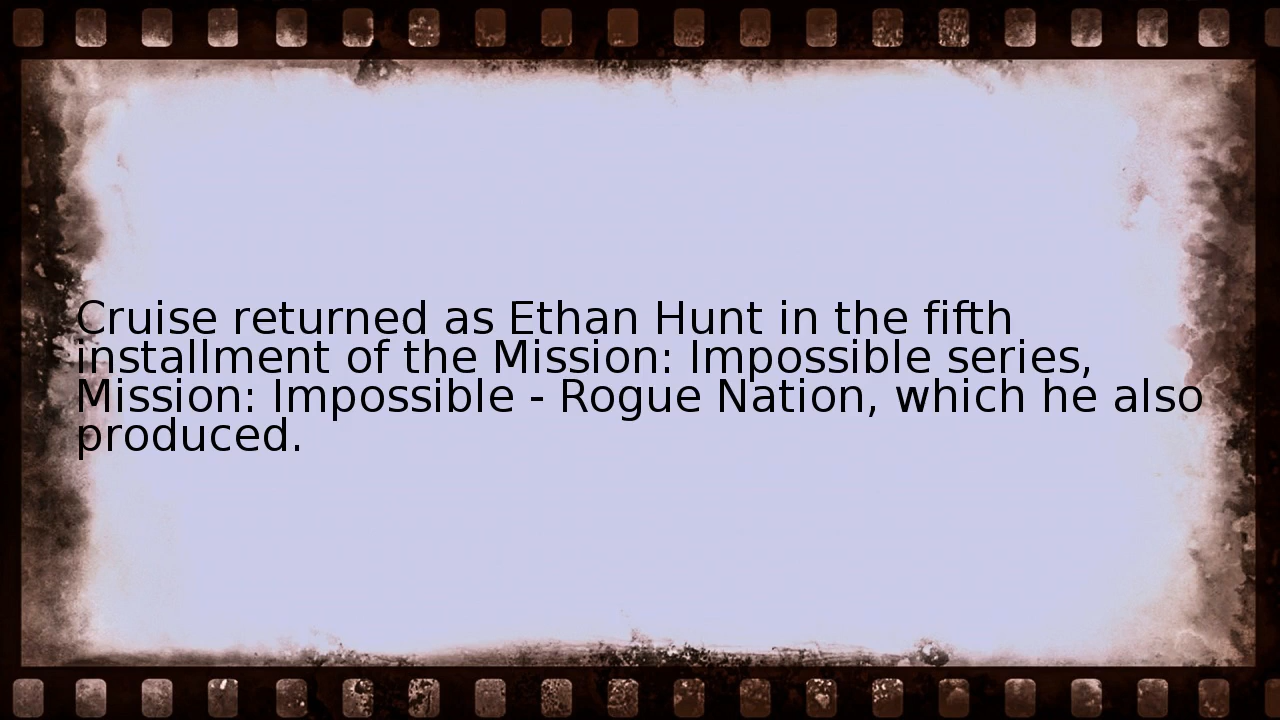 Cruise returned as Ethan Hunt in the fifth
installment of the Mission: Impossible series,
Mission: Impossible - Rogue Nation, which he also
produced.